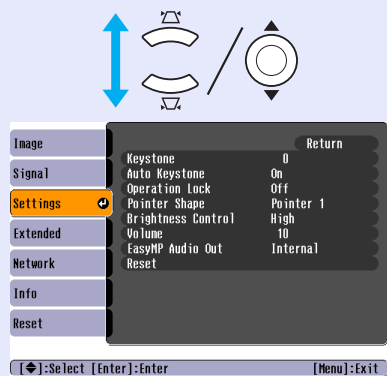 Image
Signal
Settings
Extended
Network
Info
Reset
Return
Keystone 0
Auto Keystone On
Operation Lock Off
Pointer Shape Pointer 1
Brightness Control High
Volume 10
EasyMP Audio Out Internal
Reset
[◆]:Select [Enter]:Enter [Menu]:Exit